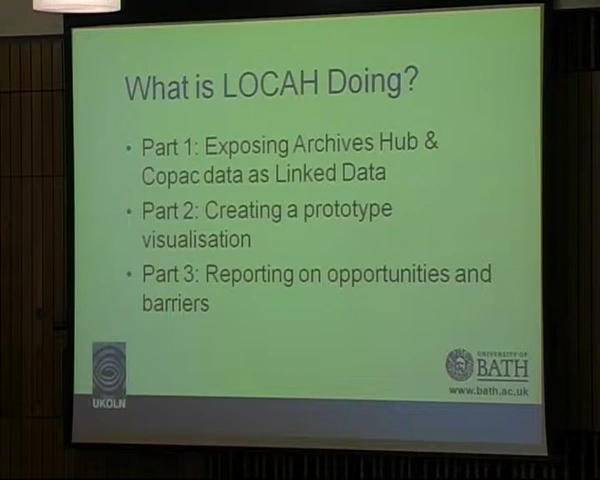 What is LOCAH Doing?
• Part 1: Exposing Archives Hub &
Copac data as Linked Data
• Part 2: Creating a prototype
visualisation
• Part 3: Reporting on opportunities and
barriers
UKOLN
UNIVERSITY OF
BATH
www.bath.ac.uk